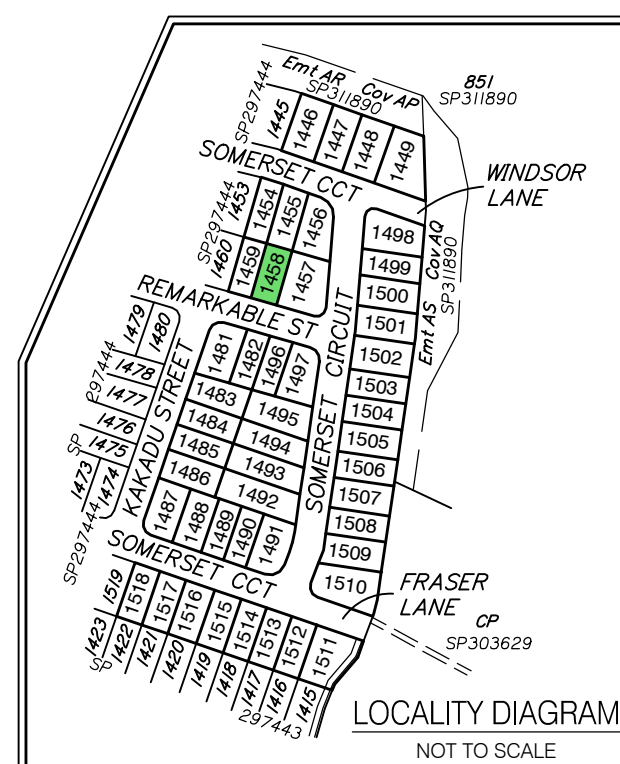 Emt AR
SP311890
Cov AP
851
SP311890
SP297444
1445
1446
1447
1448
1449
SOMERSET CCT
WINDSOR
LANE
SP297444
1453
1454
1455
1456
1460
1459
1458
1457
1498
1499
1500
1501
1502
1503
1504
1505
1506
1507
1508
1509
1510
Cov AQ
SP311890
Emt AS
REMARKABLE ST
SOMERSET CIRCUIT
KAKADU STREET
1479
1480
1478
1477
1476
1475
1473
1474
SP 297444
SP297444
1481
1482
1496
1497
1483
1495
1484
1494
1485
1493
1486
1492
1487
1488
1489
1490
1491
SOMERSET CCT
FRASER
LANE
CP
SP303629
1519
1518
1517
1516
1515
1514
1513
1512
1511
1423
1422
1421
1420
1419
1418
1417
1416
1415
SP 297443
LOCALITY DIAGRAM
NOT TO SCALE